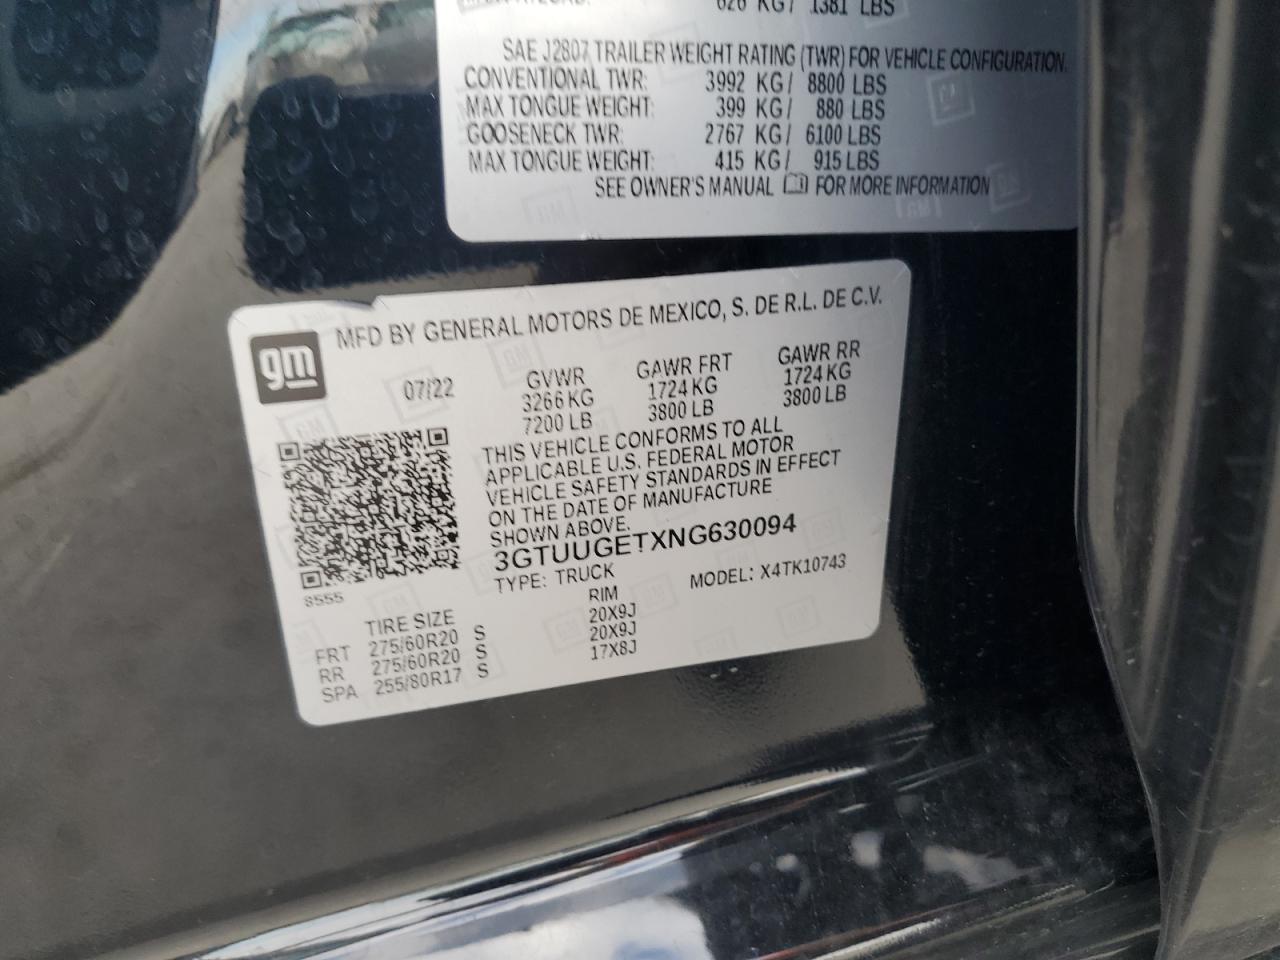 626 KG/ 1381 LBS
SAE J2807 TRAILER WEIGHT RATING (TWR) FOR VEHICLE CONFIGURATION.
CONVENTIONAL TWR: 3992 KG/ 8800 LBS
MAX TONGUE WEIGHT: 399 KG/ 880 LBS
GOOSENECK TWR: 2767 KG/ 6100 LBS
MAX TONGUE WEIGHT: 415 KG/ 915 LBS
SEE OWNER'S MANUAL FOR MORE INFORMATION
gm
MFD BY GENERAL MOTORS DE MEXICO, S. DE R.L. DE C.V.
07/22 GVWR GAWR FRT GAWR RR
3266 KG 1724 KG 1724 KG
7200 LB 3800 LB 3800 LB
THIS VEHICLE CONFORMS TO ALL
APPLICABLE U.S. FEDERAL MOTOR
VEHICLE SAFETY STANDARDS IN EFFECT
ON THE DATE OF MANUFACTURE
SHOWN ABOVE.
3GTUUGETXNG630094
TYPE: TRUCK MODEL: X4TK10743
8555
TIRE SIZE RIM
FRT 275/60R20 S 20X9J
RR 275/60R20 S 20X9J
SPA 255/80R17 S 17X8J